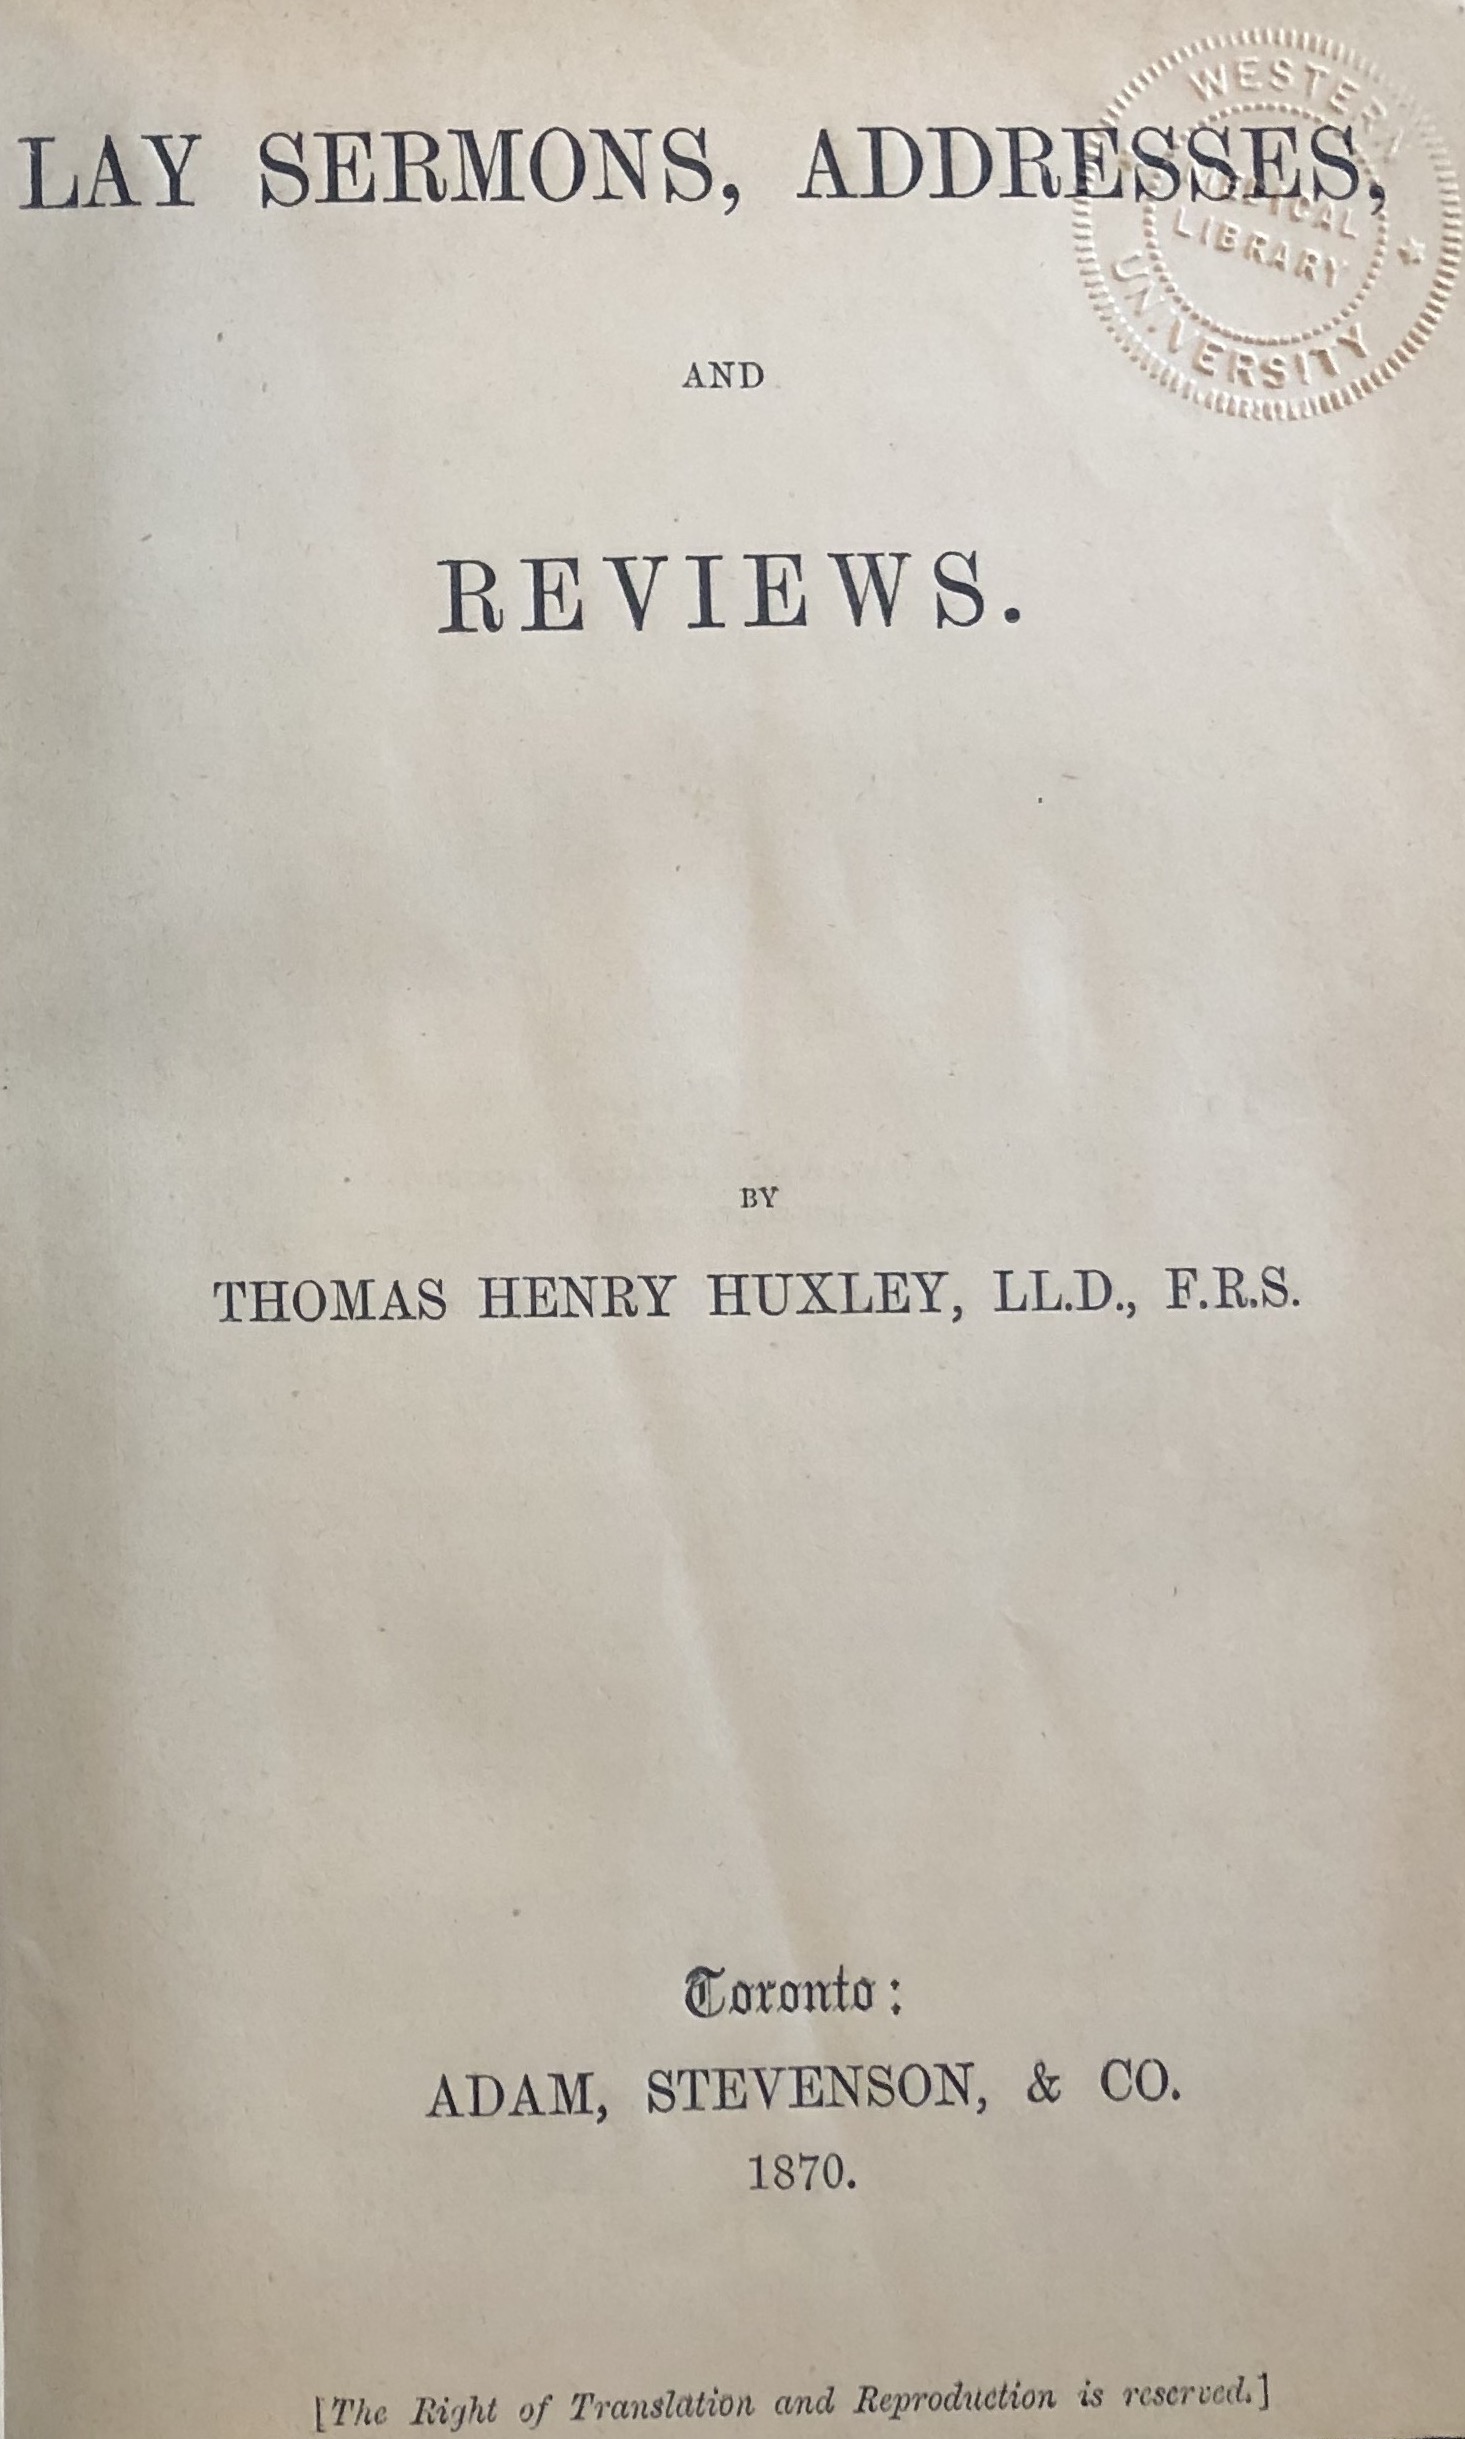 LAY SERMONS, ADDRESSES,
AND
REVIEWS.
BY
THOMAS HENRY HUXLEY, LL.D., F.R.S.
Toronto:
ADAM, STEVENSON, & CO.
1870.
[The Right of Translation and Reproduction is reserved.]
WESTERN
LIBRARY
UNIVERSITY